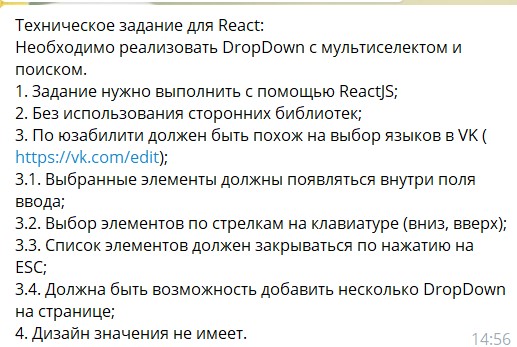 Техническое задание для React:
Необходимо реализовать DropDown с мультиселектом и
поиском.
1. Задание нужно выполнить с помощью ReactJS;
2. Без использования сторонних библиотек;
3. По юзабилити должен быть похож на выбор языков в VK (
https://vk.com/edit);
3.1. Выбранные элементы должны появляться внутри поля
ввода;
3.2. Выбор элементов по стрелкам на клавиатуре (вниз, вверх);
3.3. Список элементов должен закрываться по нажатию на
ESC;
3.4. Должна быть возможность добавить несколько DropDown
на странице;
4. Дизайн значения не имеет.
14:56